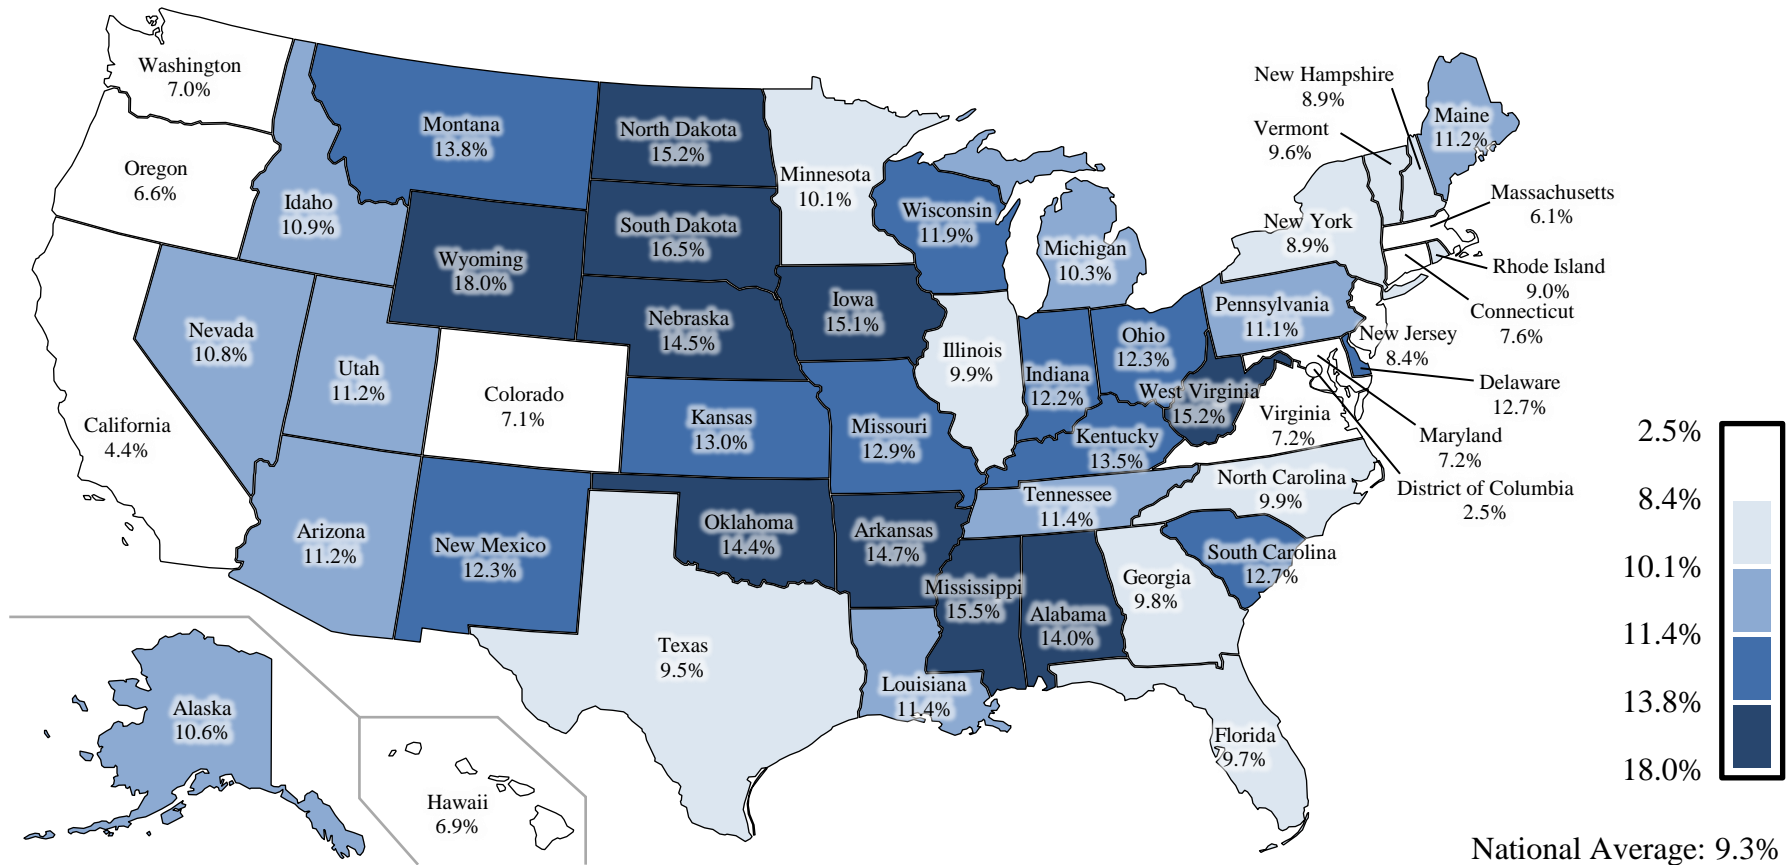 Washington
7.0%
Oregon
6.6%
California
4.4%
Idaho
10.9%
Nevada
10.8%
Utah
11.2%
Arizona
11.2%
Montana
13.8%
Wyoming
18.0%
Colorado
7.1%
New Mexico
12.3%
North Dakota
15.2%
South Dakota
16.5%
Nebraska
14.5%
Kansas
13.0%
Oklahoma
14.4%
Texas
9.5%
Minnesota
10.1%
Iowa
15.1%
Missouri
12.9%
Arkansas
14.7%
Louisiana
11.4%
Wisconsin
11.9%
Illinois
9.9%
Michigan
10.3%
Indiana
12.2%
Ohio
12.3%
Kentucky
13.5%
Tennessee
11.4%
Mississippi
15.5%
Alabama
14.0%
Georgia
9.8%
Florida
9.7%
South Carolina
12.7%
North Carolina
9.9%
Virginia
7.2%
West Virginia
15.2%
Pennsylvania
11.1%
New York
8.9%
New Jersey
8.4%
Vermont
9.6%
New Hampshire
8.9%
Maine
11.2%
Massachusetts
6.1%
Rhode Island
9.0%
Connecticut
7.6%
Delaware
12.7%
Maryland
7.2%
District of Columbia
2.5%
Alaska
10.6%
Hawaii
6.9%
2.5%
8.4%
10.1%
11.4%
13.8%
18.0%
National Average: 9.3%